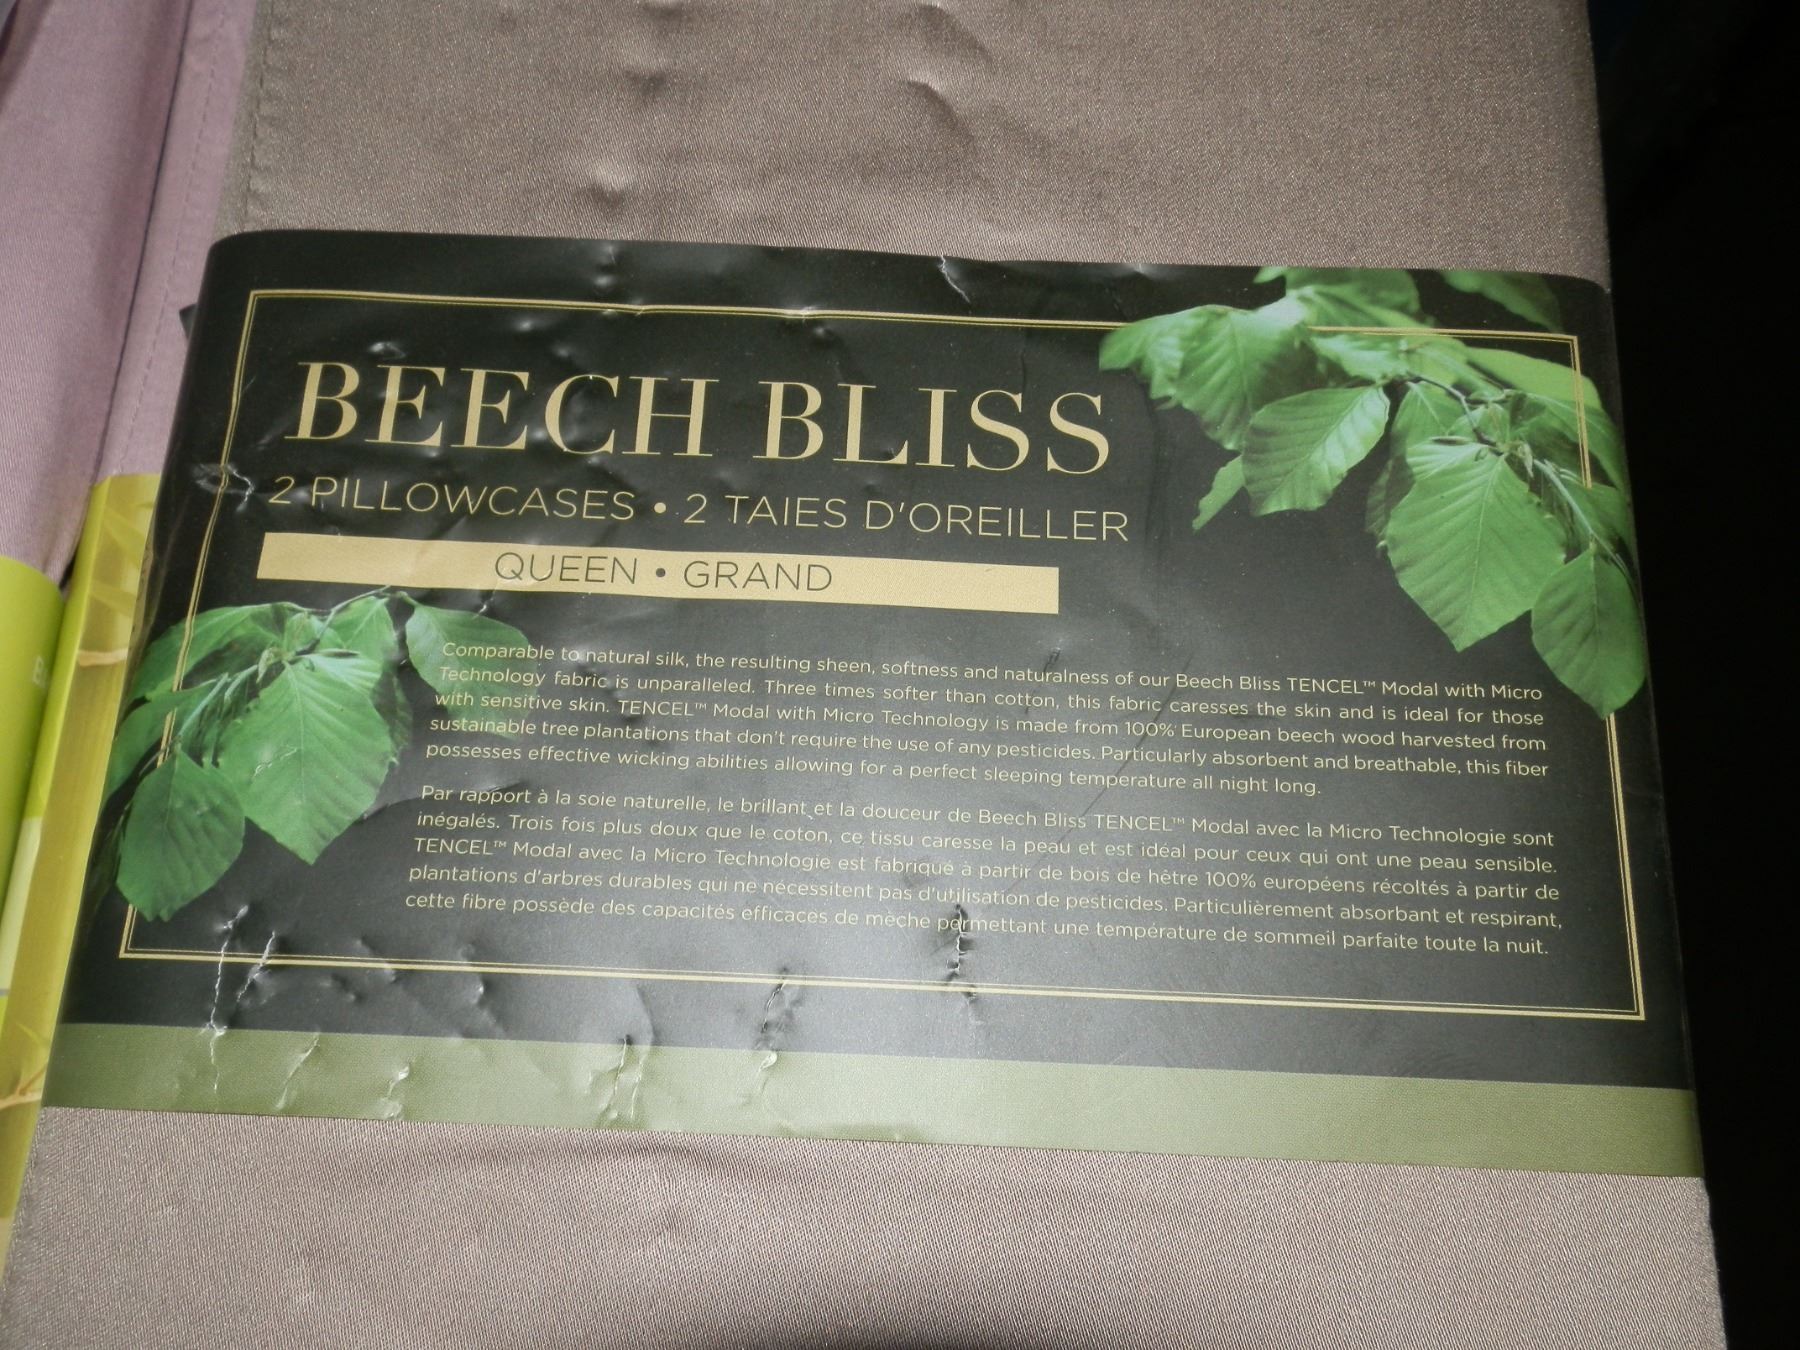 BEECH BLISS
2 PILLOWCASES • 2 TAIES D'OREILLER
QUEEN • GRAND
Comparable to natural silk, the resulting sheen, softness and naturalness of our Beech Bliss TENCEL™ Modal with Micro
Technology fabric is unparalleled. Three times softer than cotton, this fabric caresses the skin and is ideal for those
with sensitive skin. TENCEL™ Modal with Micro Technology is made from 100% European beech wood harvested from
sustainable tree plantations that don't require the use of any pesticides. Particularly absorbent and breathable, this fiber
possesses effective wicking abilities allowing for a perfect sleeping temperature all night long.
Par rapport à la soie naturelle, le brillant et la douceur de Beech Bliss TENCEL™ Modal avec la Micro Technologie sont
inégalés. Trois fois plus doux que le coton, ce tissu caresse la peau et est idéal pour ceux qui ont une peau sensible.
TENCEL™ Modal avec la Micro Technologie est fabriqué à partir de bois de hêtre 100% européens récoltés à partir de
plantations d'arbres durables qui ne nécessitent pas d'utilisation de pesticides. Particulièrement absorbant et respirant,
cette fibre possède des capacités efficaces de mèche permettant une température de sommeil parfaite toute la nuit.